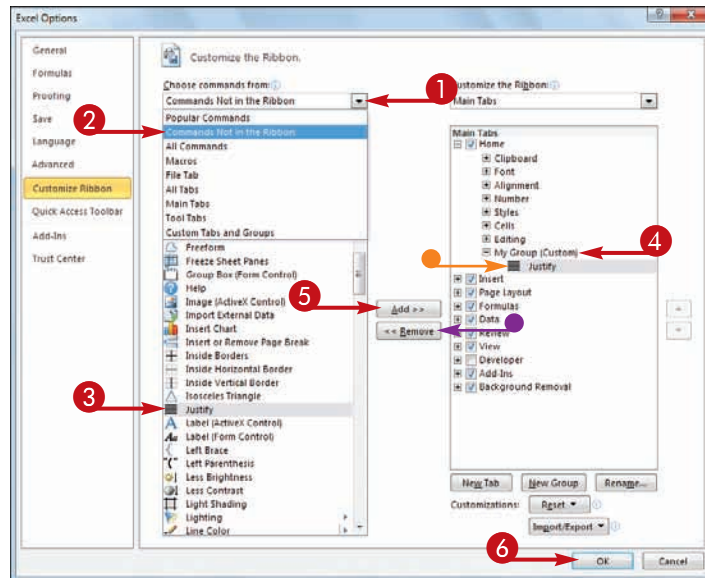 Excel Options
General
Formulas
Proofing
Save
Language
Advanced
Customize Ribbon
Quick Access Toolbar
Add-Ins
Trust Center
Customize the Ribbon.
Choose commands from:
Commands Not in the Ribbon
1
2
Popular Commands
Commands Not in the Ribbon
All Commands
Macros
File Tab
All Tabs
Main Tabs
Tool Tabs
Custom Tabs and Groups
Freeform
Freeze Sheet Panes
Group Box (Form Control)
Help
Image (ActiveX Control)
Import External Data
Insert Chart
Insert or Remove Page Break
Inside Borders
Inside Horizontal Border
Inside Vertical Border
Isosceles Triangle
3
Justify
Label (ActiveX Control)
Label (Form Control)
Left Brace
Left Parenthesis
Less Brightness
Less Contrast
Light Shading
Lighting
Line Color
5
Add >>
<< Remove
Customize the Ribbon:
Main Tabs
Main Tabs
Home
Clipboard
Font
Alignment
Number
Styles
Cells
Editing
My Group (Custom)
4
Justify
Insert
Page Layout
Formulas
Data
Review
View
Developer
Add-Ins
Background Removal
New Tab
New Group
Rename...
Customizations:
Reset
Import/Export
6
OK
Cancel